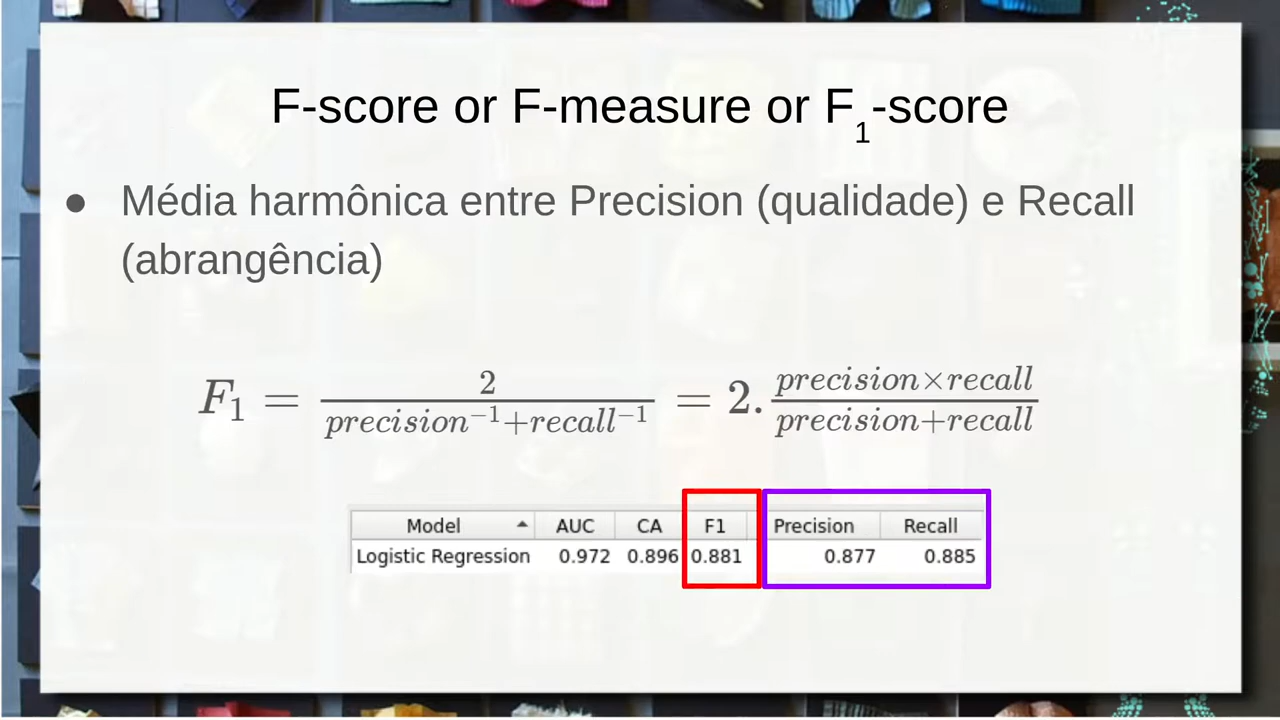 F-score or F-measure or F₁-score
● Média harmônica entre Precision (qualidade) e Recall
(abrangência)
F₁ = 2 / (precision⁻¹+recall⁻¹) = 2. (precision×recall) / (precision+recall)
Model AUC CA F1 Precision Recall
Logistic Regression 0.972 0.896 0.881 0.877 0.885